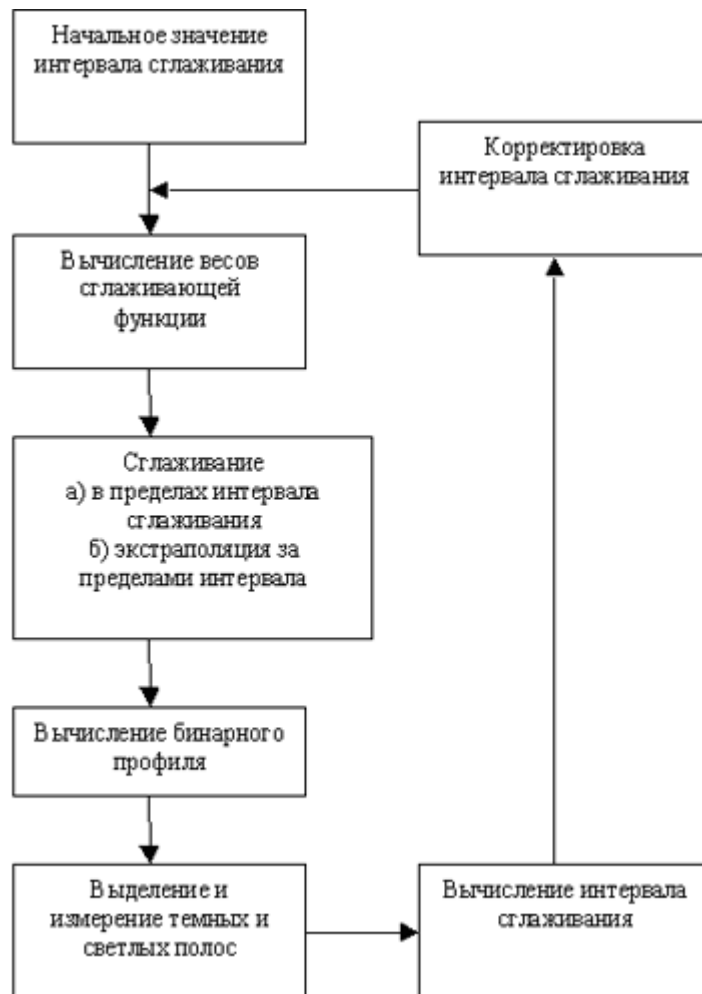 Начальное значение
интервала сглаживания
Корректировка
интервала сглаживания
Вычисление весов
сглаживающей
функции
Сглаживание
а) в пределах интервала
сглаживания
б) экстраполяция за
пределами интервала
Вычисление бинарного
профиля
Выделение и
измерение темных и
светлых полос
Вычисление интервала
сглаживания